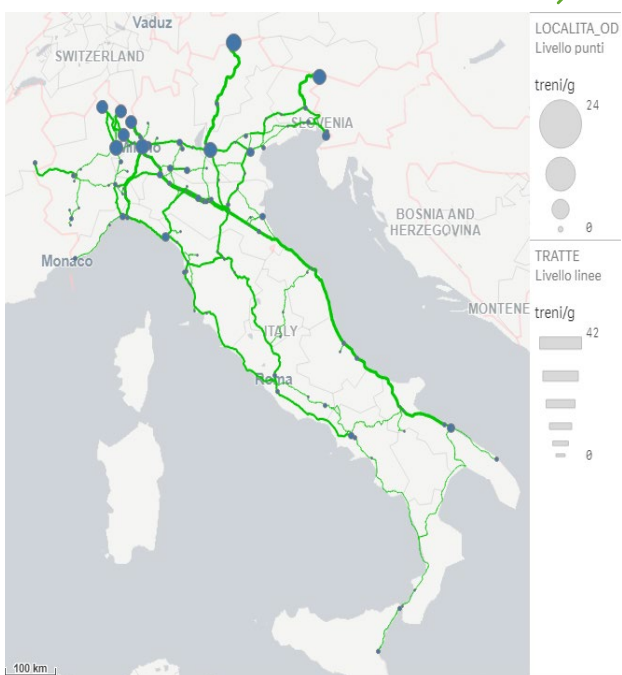 Vaduz
SWITZERLAND
SLOVENIA
BOSNIA AND
HERZEGOVINA
Monaco
MONTENE
ITALY
Roma
100 km
LOCALITA_OD
Livello punti
treni/g
24
0
TRATTE
Livello linee
treni/g
42
0